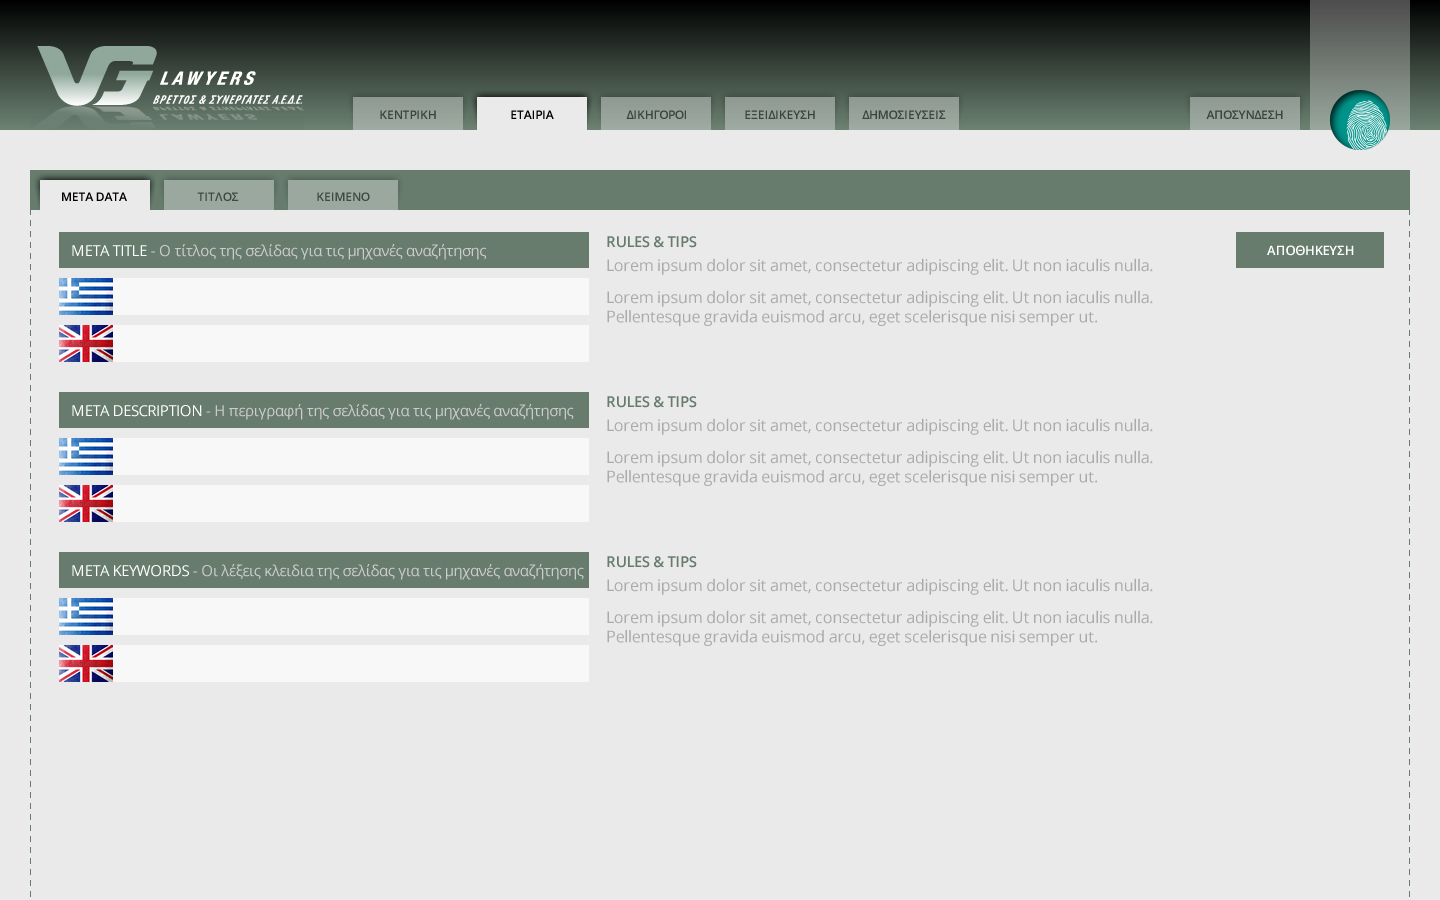 VG LAWYERS
ΒΡΕΤΤΟΣ & ΣΥΝΕΡΓΑΤΕΣ Α.Ε.Δ.Ε.
ΚΕΝΤΡΙΚΗ
ΕΤΑΙΡΙΑ
ΔΙΚΗΓΟΡΟΙ
ΕΞΕΙΔΙΚΕΥΣΗ
ΔΗΜΟΣΙΕΥΣΕΙΣ
ΑΠΟΣΥΝΔΕΣΗ
META DATA
ΤΙΤΛΟΣ
ΚΕΙΜΕΝΟ
META TITLE - Ο τίτλος της σελίδας για τις μηχανές αναζήτησης
RULES & TIPS
Lorem ipsum dolor sit amet, consectetur adipiscing elit. Ut non iaculis nulla.
Lorem ipsum dolor sit amet, consectetur adipiscing elit. Ut non iaculis nulla.
Pellentesque gravida euismod arcu, eget scelerisque nisi semper ut.
ΑΠΟΘΗΚΕΥΣΗ
META DESCRIPTION - Η περιγραφή της σελίδας για τις μηχανές αναζήτησης
RULES & TIPS
Lorem ipsum dolor sit amet, consectetur adipiscing elit. Ut non iaculis nulla.
Lorem ipsum dolor sit amet, consectetur adipiscing elit. Ut non iaculis nulla.
Pellentesque gravida euismod arcu, eget scelerisque nisi semper ut.
META KEYWORDS - Οι λέξεις κλειδια της σελίδας για τις μηχανές αναζήτησης
RULES & TIPS
Lorem ipsum dolor sit amet, consectetur adipiscing elit. Ut non iaculis nulla.
Lorem ipsum dolor sit amet, consectetur adipiscing elit. Ut non iaculis nulla.
Pellentesque gravida euismod arcu, eget scelerisque nisi semper ut.